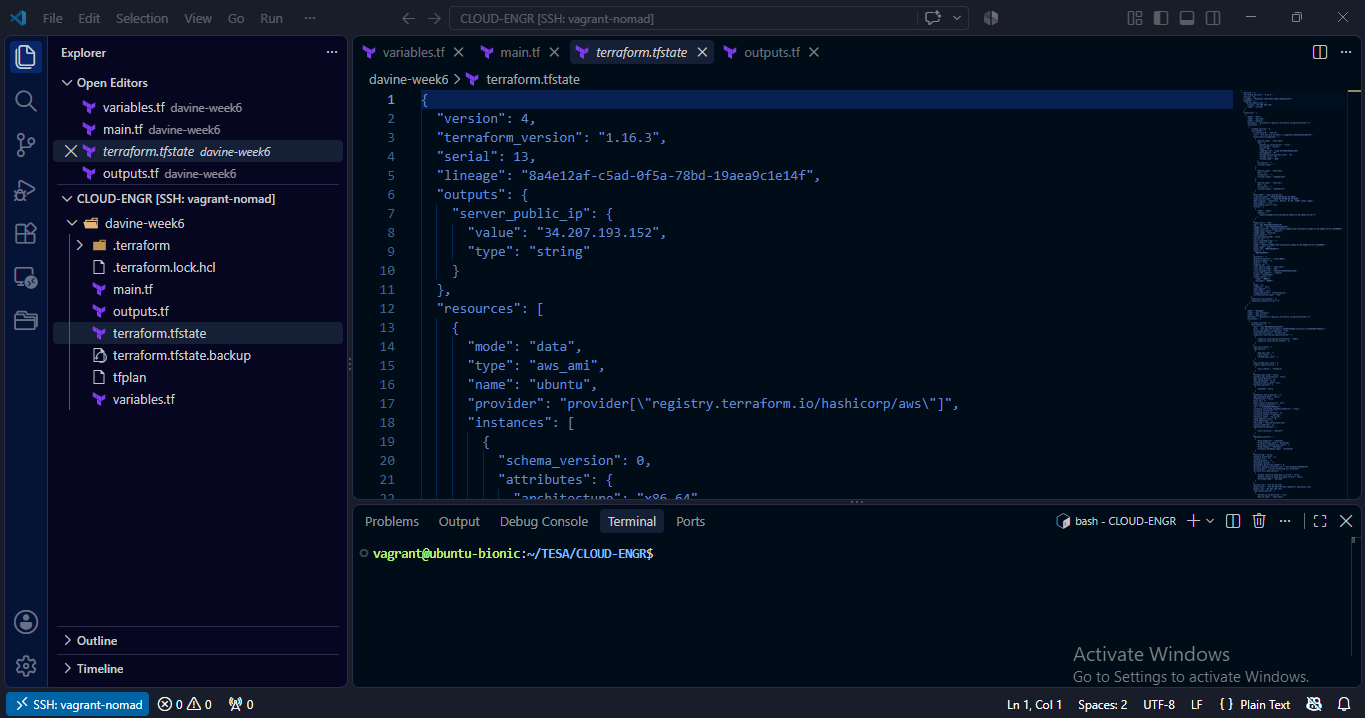 File Edit Selection View Go Run ··· CLOUD-ENGR [SSH: vagrant-nomad]
Explorer ···
Open Editors
variables.tf davine-week6
main.tf davine-week6
terraform.tfstate davine-week6
outputs.tf davine-week6
CLOUD-ENGR [SSH: vagrant-nomad]
davine-week6
.terraform
.terraform.lock.hcl
main.tf
outputs.tf
terraform.tfstate
terraform.tfstate.backup
tfplan
variables.tf
Outline
Timeline
variables.tf main.tf terraform.tfstate outputs.tf
davine-week6 > terraform.tfstate
1 {
2 "version": 4,
3 "terraform_version": "1.16.3",
4 "serial": 13,
5 "lineage": "8a4e12af-c5ad-0f5a-78bd-19aea9c1e14f",
6 "outputs": {
7 "server_public_ip": {
8 "value": "34.207.193.152",
9 "type": "string"
10 }
11 },
12 "resources": [
13 {
14 "mode": "data",
15 "type": "aws_ami",
16 "name": "ubuntu",
17 "provider": "provider[\"registry.terraform.io/hashicorp/aws\"]",
18 "instances": [
19 {
20 "schema_version": 0,
21 "attributes": {
22 "architecture": "x86_64"
Problems Output Debug Console Terminal Ports bash - CLOUD-ENGR
vagrant@ubuntu-bionic:~/TESA/CLOUD-ENGR$
Activate Windows
Go to Settings to activate Windows.
SSH: vagrant-nomad 0 0 0 Ln 1, Col 1 Spaces: 2 UTF-8 LF { } Plain Text